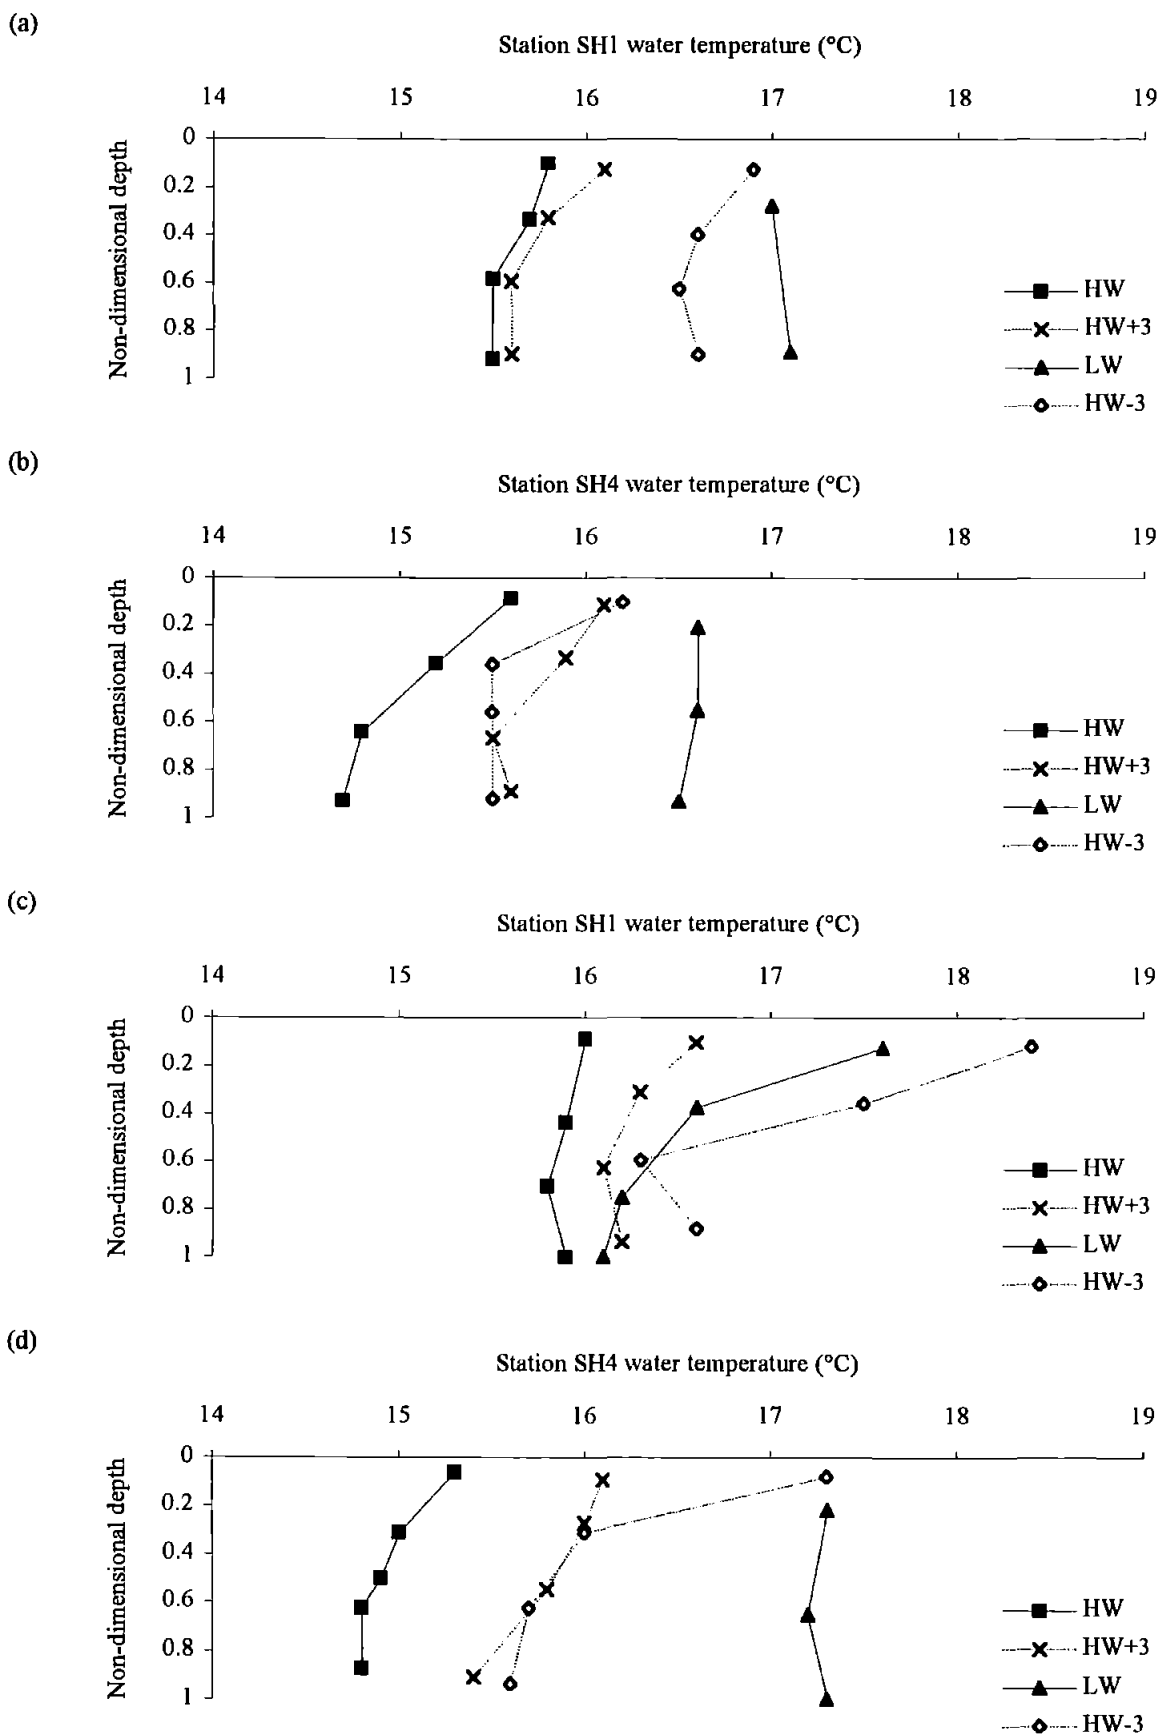 (a)
Station SH1 water temperature (°C)
14 15 16 17 18 19
Non-dimensional depth
0
0.2
0.4
0.6
0.8
1
HW
HW+3
LW
HW-3
(b)
Station SH4 water temperature (°C)
14 15 16 17 18 19
Non-dimensional depth
0
0.2
0.4
0.6
0.8
1
HW
HW+3
LW
HW-3
(c)
Station SH1 water temperature (°C)
14 15 16 17 18 19
Non-dimensional depth
0
0.2
0.4
0.6
0.8
1
HW
HW+3
LW
HW-3
(d)
Station SH4 water temperature (°C)
14 15 16 17 18 19
Non-dimensional depth
0
0.2
0.4
0.6
0.8
1
HW
HW+3
LW
HW-3